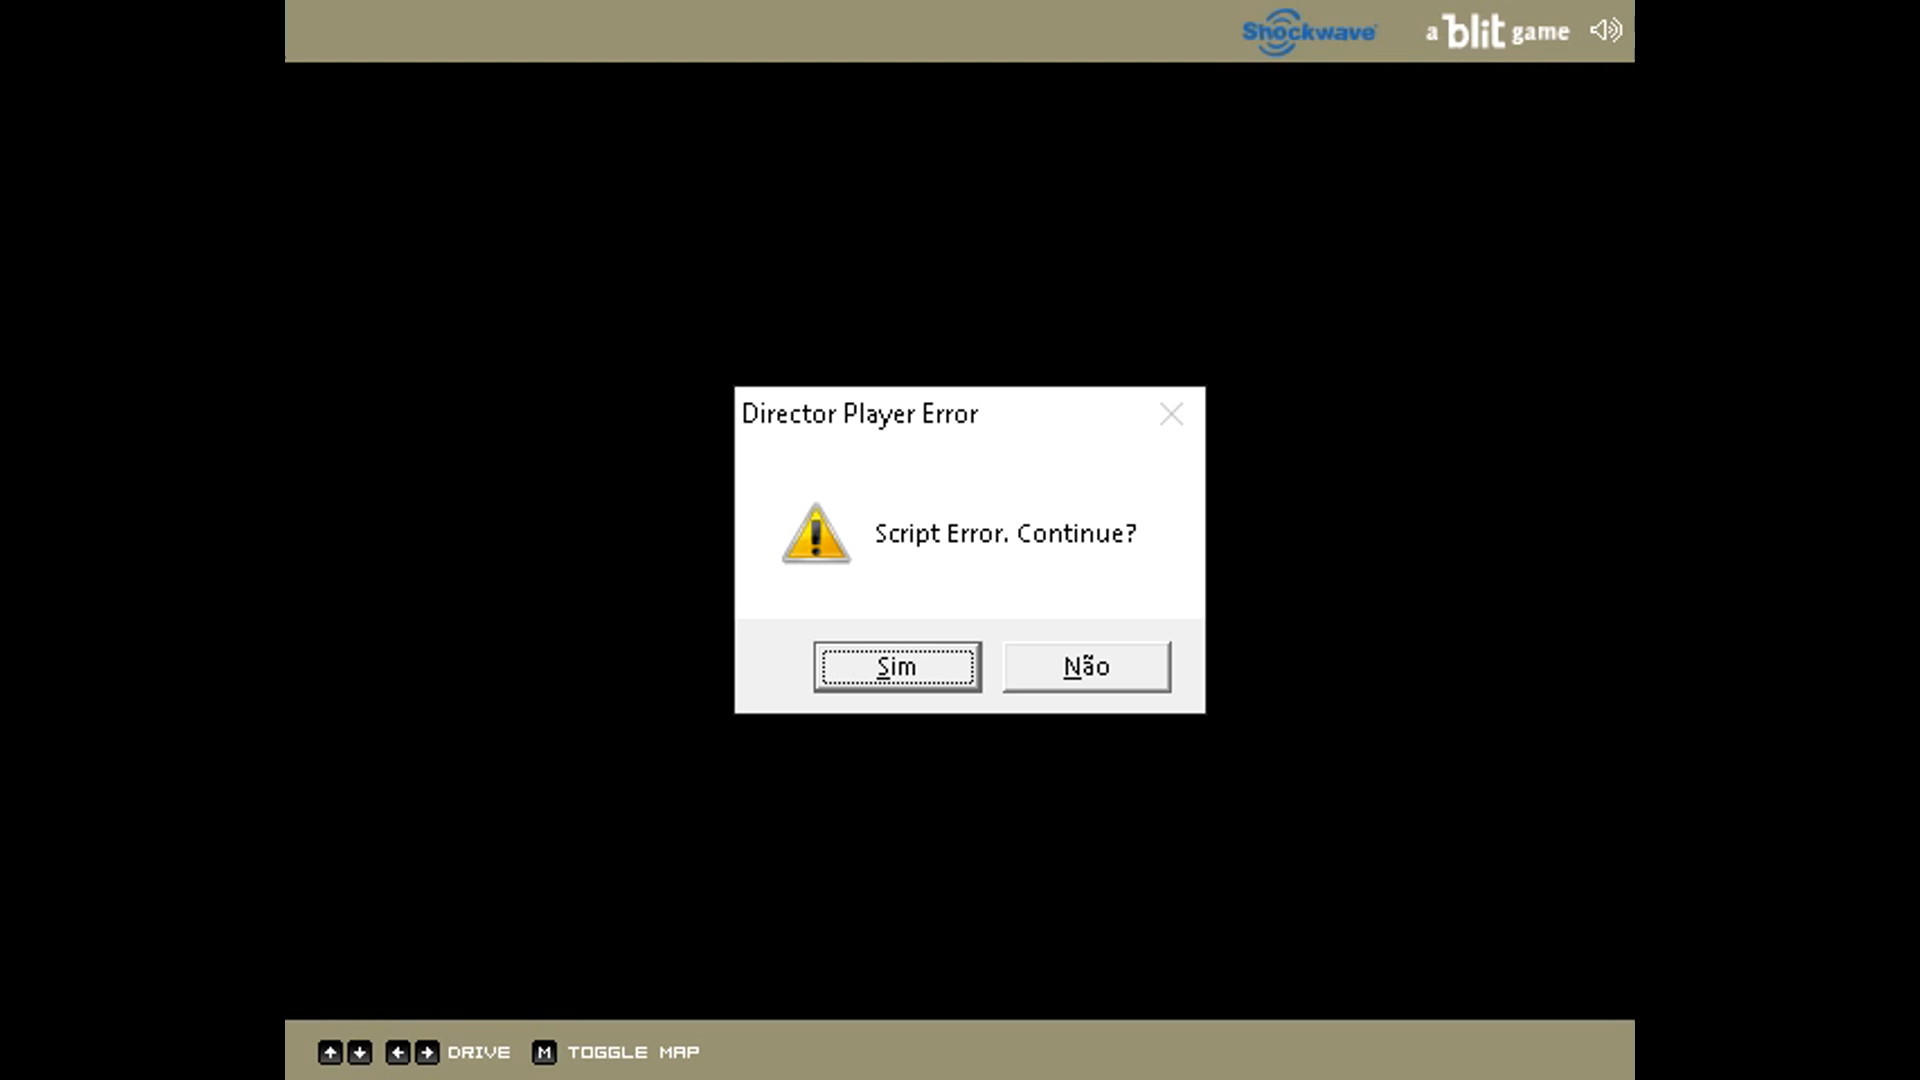 Shockwave
a blit game
Director Player Error
Script Error. Continue?
Sim
Não
DRIVE
M TOGGLE MAP